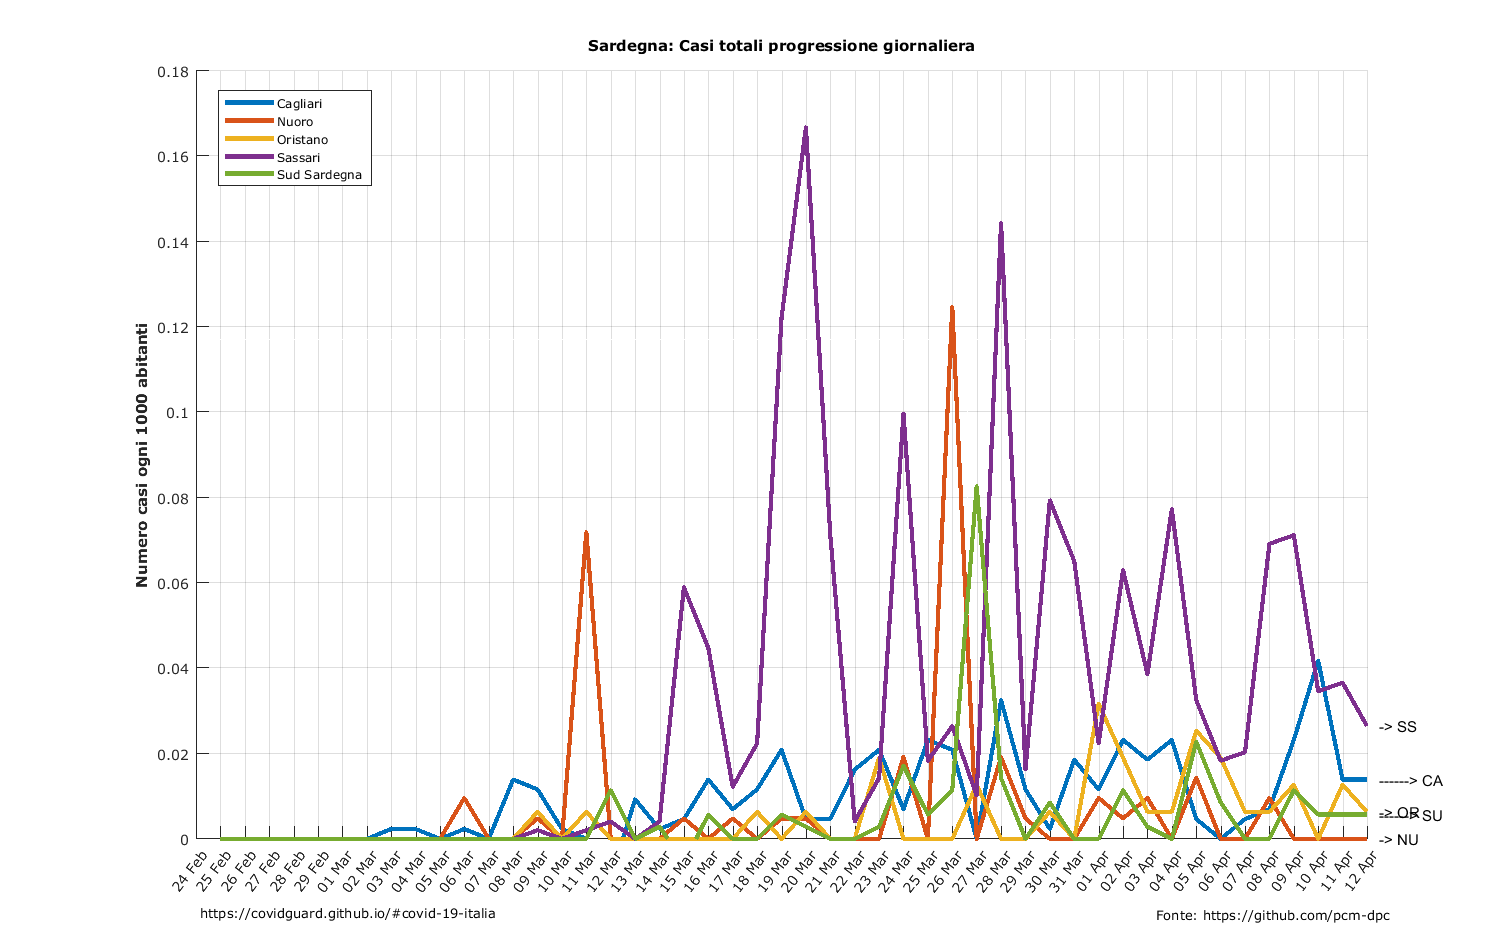 Sardegna: Casi totali progressione giornaliera
Numero casi ogni 1000 abitanti
0.18
0.16
0.14
0.12
0.1
0.08
0.06
0.04
0.02
0
Cagliari
Nuoro
Oristano
Sassari
Sud Sardegna
-> SS
------> CA
-> OR
------> SU
-> NU
24 Feb
25 Feb
26 Feb
27 Feb
28 Feb
29 Feb
01 Mar
02 Mar
03 Mar
04 Mar
05 Mar
06 Mar
07 Mar
08 Mar
09 Mar
10 Mar
11 Mar
12 Mar
13 Mar
14 Mar
15 Mar
16 Mar
17 Mar
18 Mar
19 Mar
20 Mar
21 Mar
22 Mar
23 Mar
24 Mar
25 Mar
26 Mar
27 Mar
28 Mar
29 Mar
30 Mar
31 Mar
01 Apr
02 Apr
03 Apr
04 Apr
05 Apr
06 Apr
07 Apr
08 Apr
09 Apr
10 Apr
11 Apr
12 Apr
https://covidguard.github.io/#covid-19-italia
Fonte: https://github.com/pcm-dpc